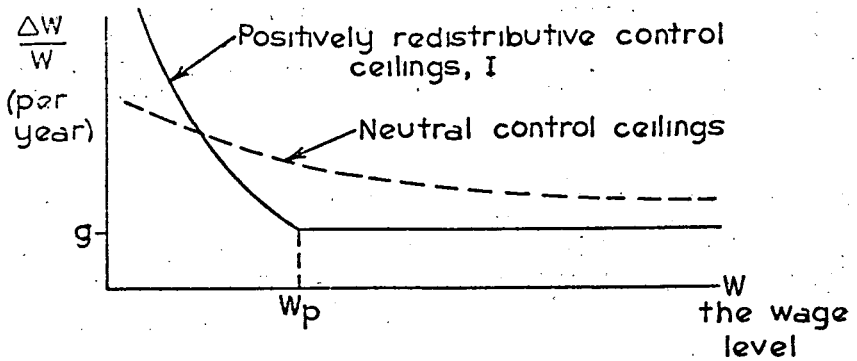 ΔW
W
(per
year)
Positively redistributive control
ceilings, I
Neutral control ceilings
g
Wp
W
the wage
level